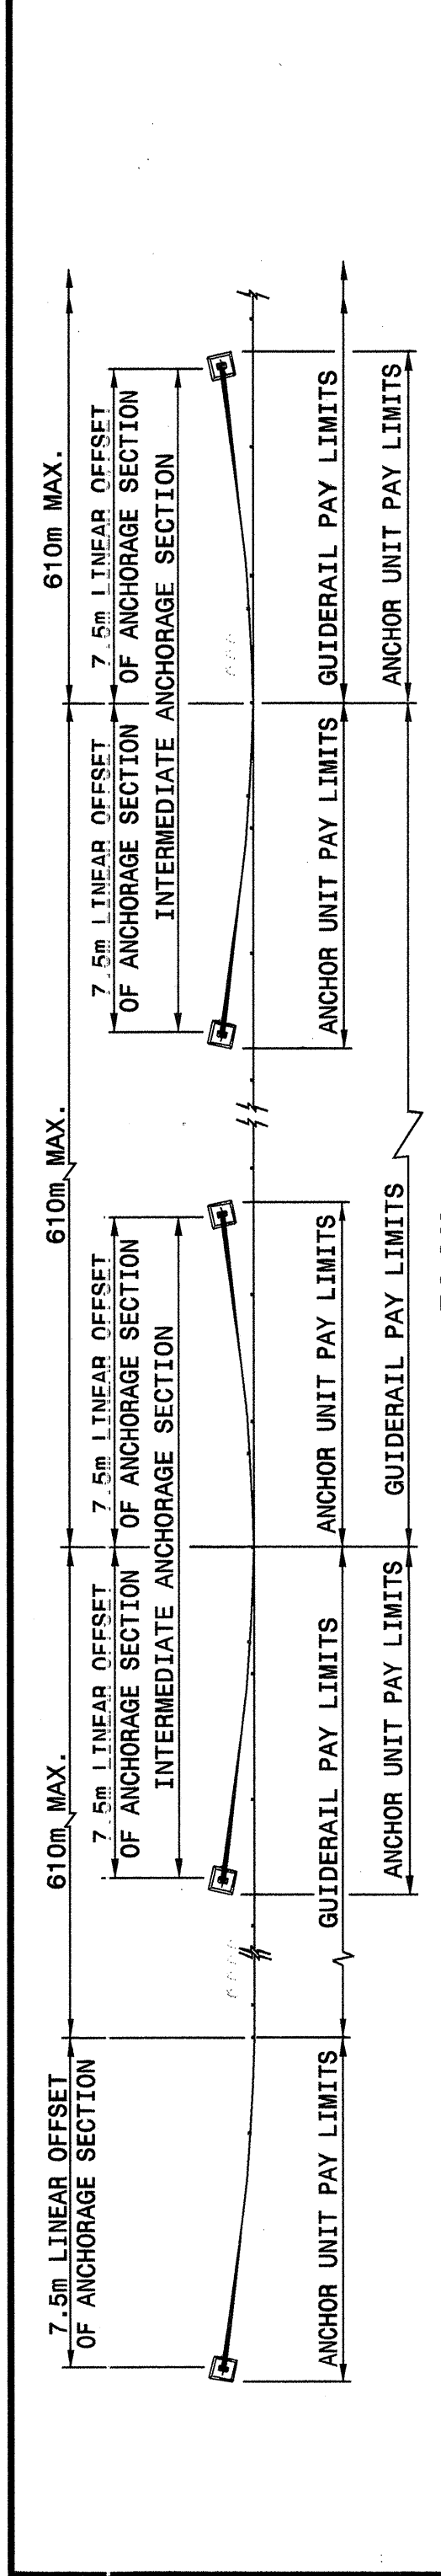 7.5m LINEAR OFFSET
OF ANCHORAGE SECTION
610m MAX.
7.5m LINEAR OFFSET
OF ANCHORAGE SECTION
7.5m LINEAR OFFSET
OF ANCHORAGE SECTION
INTERMEDIATE ANCHORAGE SECTION
610m MAX.
7.5m LINEAR OFFSET
OF ANCHORAGE SECTION
7.5m LINEAR OFFSET
OF ANCHORAGE SECTION
INTERMEDIATE ANCHORAGE SECTION
610m MAX.
ANCHOR UNIT PAY LIMITS
GUIDERAIL PAY LIMITS
ANCHOR UNIT PAY LIMITS
ANCHOR UNIT PAY LIMITS
GUIDERAIL PAY LIMITS
ANCHOR UNIT PAY LIMITS
GUIDERAIL PAY LIMITS
ANCHOR UNIT PAY LIMITS